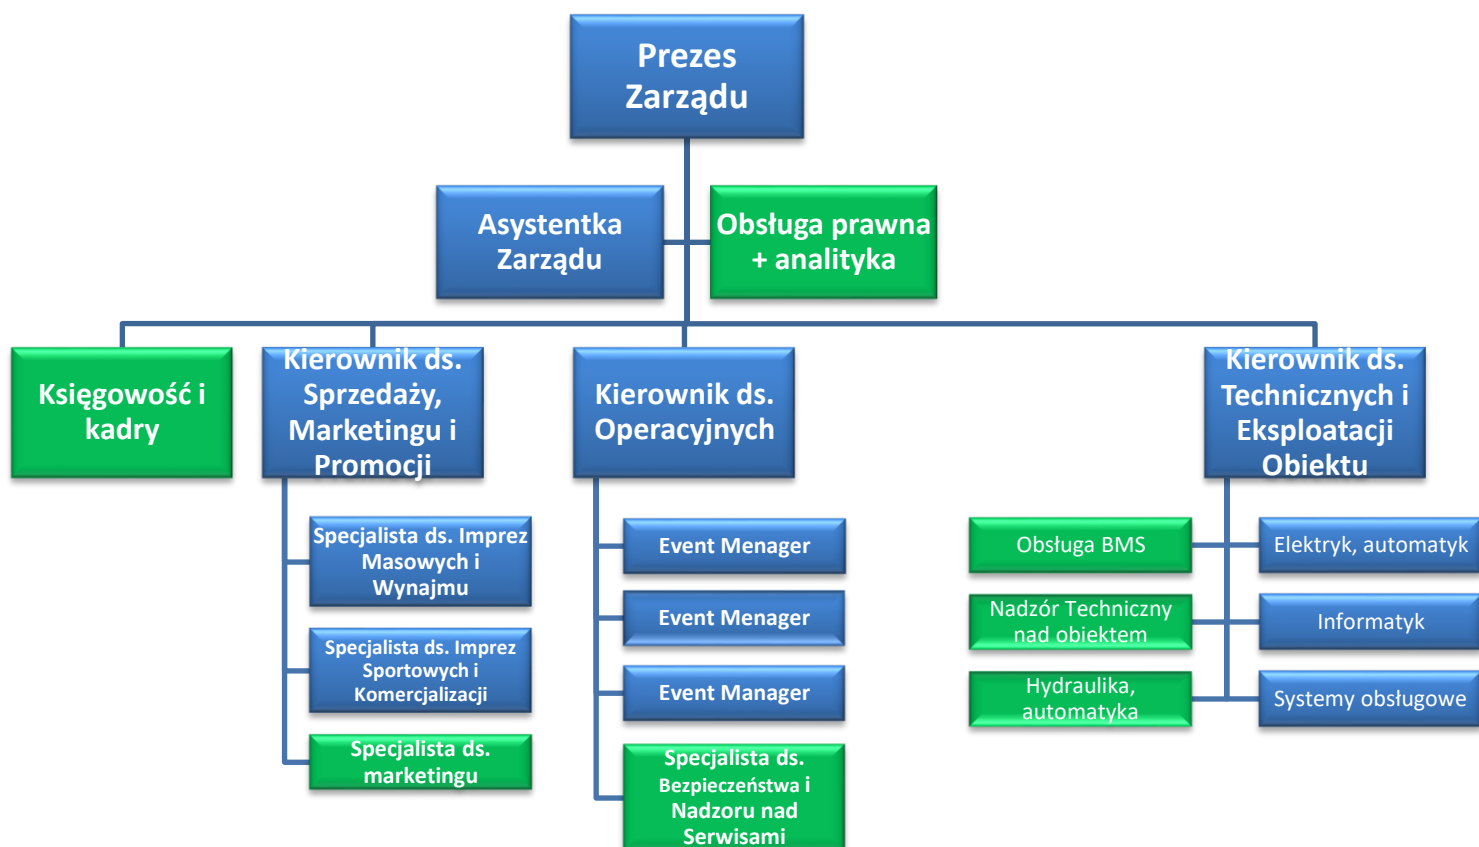 Prezes
Zarządu
Asystentka
Zarządu
Obsługa prawna
+ analityka
Księgowość i
kadry
Kierownik ds.
Sprzedaży,
Marketingu i
Promocji
Kierownik ds.
Operacyjnych
Kierownik ds.
Technicznych i
Eksploatacji
Obiektu
Specjalista ds. Imprez
Masowych i
Wynajmu
Specjalista ds. Imprez
Sportowych i
Komercjalizacji
Specjalista ds.
marketingu
Event Menager
Event Menager
Event Manager
Specjalista ds.
Bezpieczeństwa i
Nadzoru nad
Serwisami
Obsługa BMS
Elektryk, automatyk
Nadzór Techniczny
nad obiektem
Informatyk
Hydraulika,
automatyka
Systemy obsługowe